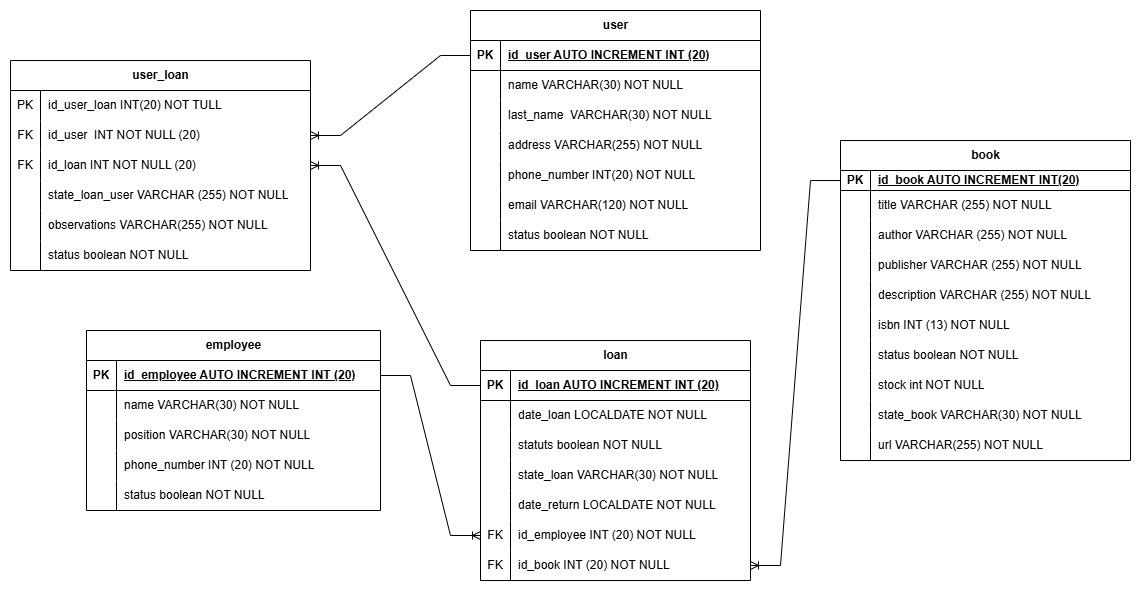 user
PK id_user AUTO INCREMENT INT (20)
name VARCHAR(30) NOT NULL
last_name VARCHAR(30) NOT NULL
address VARCHAR(255) NOT NULL
phone_number INT(20) NOT NULL
email VARCHAR(120) NOT NULL
status boolean NOT NULL
user_loan
PK id_user_loan INT(20) NOT TULL
FK id_user INT NOT NULL (20)
FK id_loan INT NOT NULL (20)
state_loan_user VARCHAR (255) NOT NULL
observations VARCHAR(255) NOT NULL
status boolean NOT NULL
book
PK id_book AUTO INCREMENT INT(20)
title VARCHAR (255) NOT NULL
author VARCHAR (255) NOT NULL
publisher VARCHAR (255) NOT NULL
description VARCHAR (255) NOT NULL
isbn INT (13) NOT NULL
status boolean NOT NULL
stock int NOT NULL
state_book VARCHAR(30) NOT NULL
url VARCHAR(255) NOT NULL
employee
PK id_employee AUTO INCREMENT INT (20)
name VARCHAR(30) NOT NULL
position VARCHAR(30) NOT NULL
phone_number INT (20) NOT NULL
status boolean NOT NULL
loan
PK id_loan AUTO INCREMENT INT (20)
date_loan LOCALDATE NOT NULL
statuts boolean NOT NULL
state_loan VARCHAR(30) NOT NULL
date_return LOCALDATE NOT NULL
FK id_employee INT (20) NOT NULL
FK id_book INT (20) NOT NULL